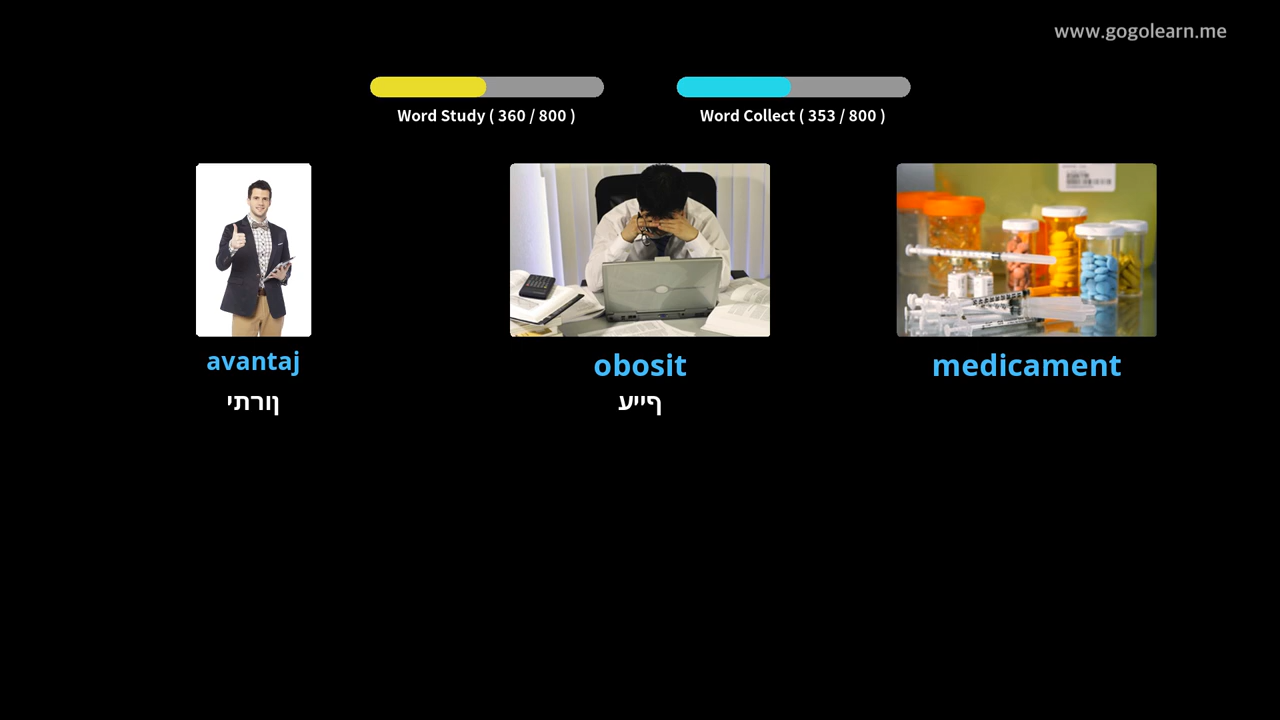 www.gogolearn.me
Word Study ( 360 / 800 )
Word Collect ( 353 / 800 )
avantaj
ןורתי
obosit
ףייע
medicament